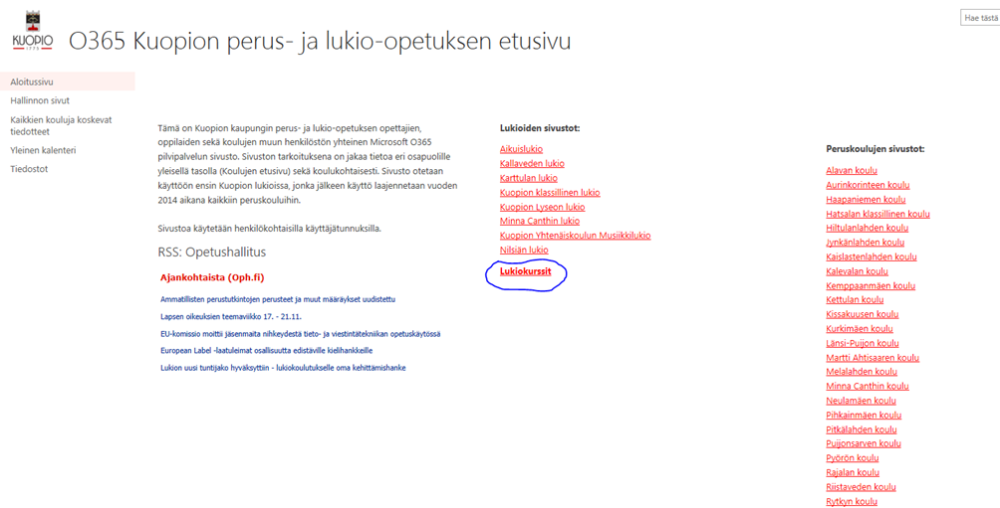 KUOPIO
1775
O365 Kuopion perus- ja lukio-opetuksen etusivu
Hae tästä
Aloitussivu
Hallinnon sivut
Kaikkien kouluja koskevat
tiedotteet
Yleinen kalenteri
Tiedostot
Tämä on Kuopion kaupungin perus- ja lukio-opetuksen opettajien,
oppilaiden sekä koulujen muun henkilöstön yhteinen Microsoft O365
pilvipalvelun sivusto. Sivuston tarkoituksena on jakaa tietoa eri osapuolille
yleisellä tasolla (Koulujen etusivu) sekä koulukohtaisesti. Sivusto otetaan
käyttöön ensin Kuopion lukioissa, jonka jälkeen käyttö laajennetaan vuoden
2014 aikana kaikkiin peruskouluihin.
Sivustoa käytetään henkilökohtaisilla käyttäjätunnuksilla.
RSS: Opetushallitus
Ajankohtaista (Oph.fi)
Ammatillisten perustutkintojen perusteet ja muut määräykset uudistettu
Lapsen oikeuksien teemaviikko 17. - 21.11.
EU-komissio moittii jäsenmaita nihkeydestä tieto- ja viestintätekniikan opetuskäytössä
European Label -laatuleimat osallisuutta edistäville kielihankkeille
Lukion uusi tuntijako hyväksyttiin - lukiokoulutukselle oma kehittämishanke
Lukioiden sivustot:
Aikuislukio
Kallaveden lukio
Karttulan lukio
Kuopion klassillinen lukio
Kuopion Lyseon lukio
Minna Canthin lukio
Kuopion Yhtenäiskoulun Musiikkilukio
Nilsiän lukio
Lukiokurssit
Peruskoulujen sivustot:
Alavan koulu
Aurinkorinteen koulu
Haapaniemen koulu
Hatsalan klassillinen koulu
Hiltulanlahden koulu
Jynkänlahden koulu
Kaislastenlahden koulu
Kalevalan koulu
Kemppaanmäen koulu
Kettulan koulu
Kissakuusen koulu
Kurkimäen koulu
Länsi-Puijon koulu
Martti Ahtisaaren koulu
Melalahden koulu
Minna Canthin koulu
Neulamäen koulu
Pihkainmäen koulu
Pitkälahden koulu
Puijonsarven koulu
Pyörön koulu
Rajalan koulu
Riistaveden koulu
Rytkyn koulu